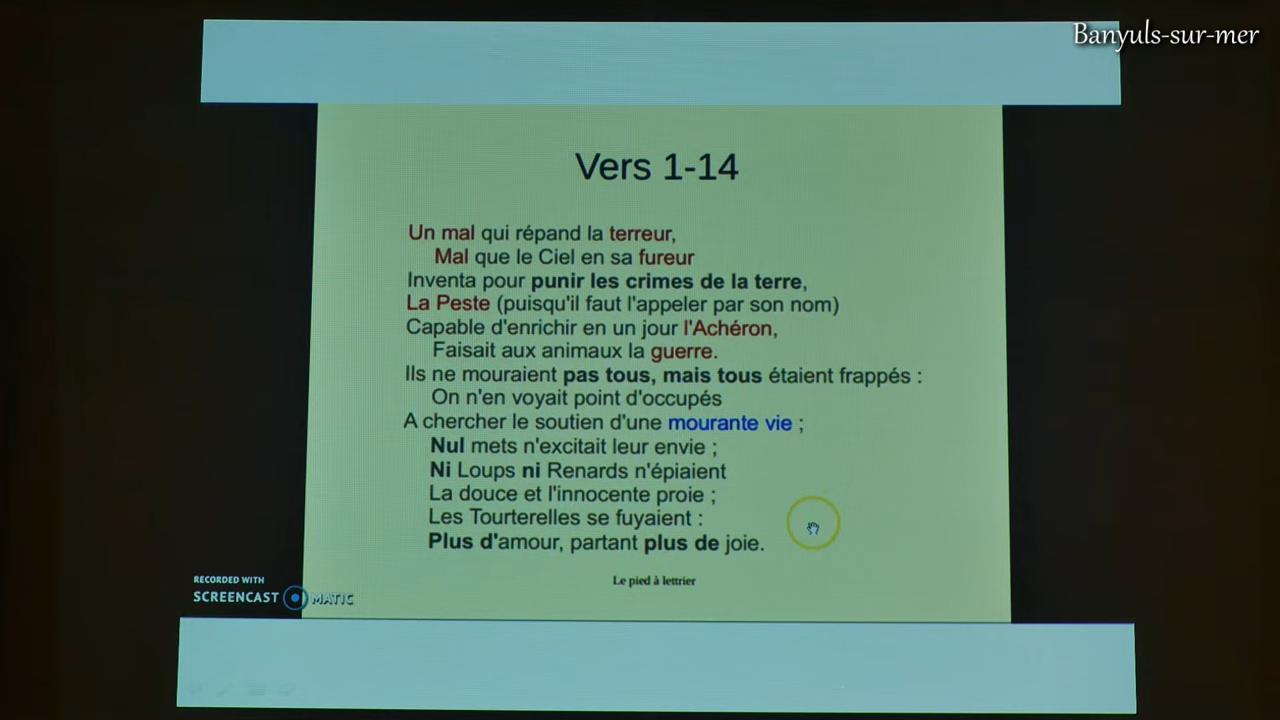 Banyuls-sur-mer
Vers 1-14
Un mal qui répand la terreur,
Mal que le Ciel en sa fureur
Inventa pour punir les crimes de la terre,
La Peste (puisqu'il faut l'appeler par son nom)
Capable d'enrichir en un jour l'Achéron,
Faisait aux animaux la guerre.
Ils ne mouraient pas tous, mais tous étaient frappés :
On n'en voyait point d'occupés
A chercher le soutien d'une mourante vie ;
Nul mets n'excitait leur envie ;
Ni Loups ni Renards n'épiaient
La douce et l'innocente proie ;
Les Tourterelles se fuyaient :
Plus d'amour, partant plus de joie.
Le pied à lettrier
RECORDED WITH
SCREENCAST MATIC